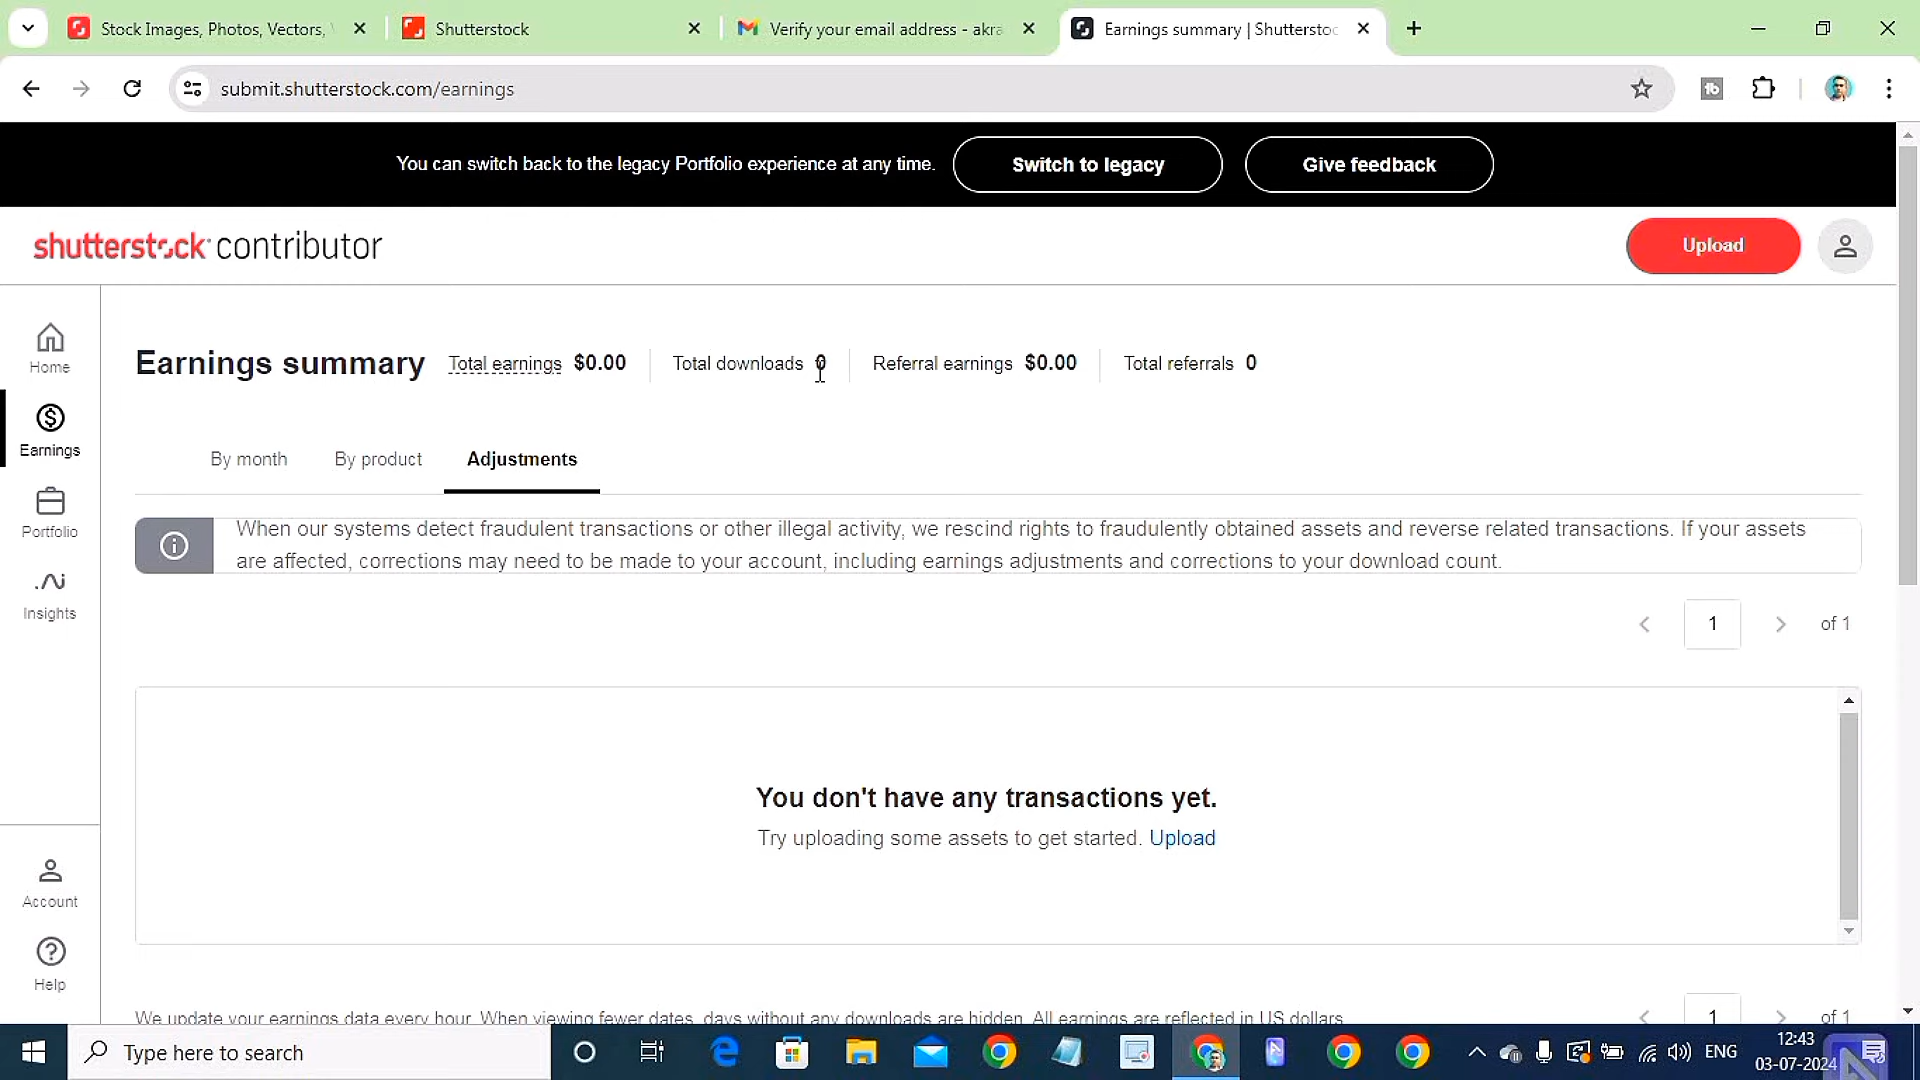 Stock Images, Photos, Vectors,
Shutterstock
Verify your email address - akra
Earnings summary | Shuttersto
submit.shutterstock.com/earnings
You can switch back to the legacy Portfolio experience at any time.
Switch to legacy
Give feedback
shutterstock contributor
Upload
Home
Earnings
Portfolio
Insights
Account
Help
Earnings summary Total earnings $0.00 Total downloads 0 Referral earnings $0.00 Total referrals 0
By month By product Adjustments
When our systems detect fraudulent transactions or other illegal activity, we rescind rights to fraudulently obtained assets and reverse related transactions. If your assets
are affected, corrections may need to be made to your account, including earnings adjustments and corrections to your download count.
1 of 1
You don't have any transactions yet.
Try uploading some assets to get started. Upload
We update your earnings data every hour. When viewing fewer dates, days without any downloads are hidden. All earnings are reflected in US dollars
1 of 1
Type here to search
ENG
12:43
03-07-2024